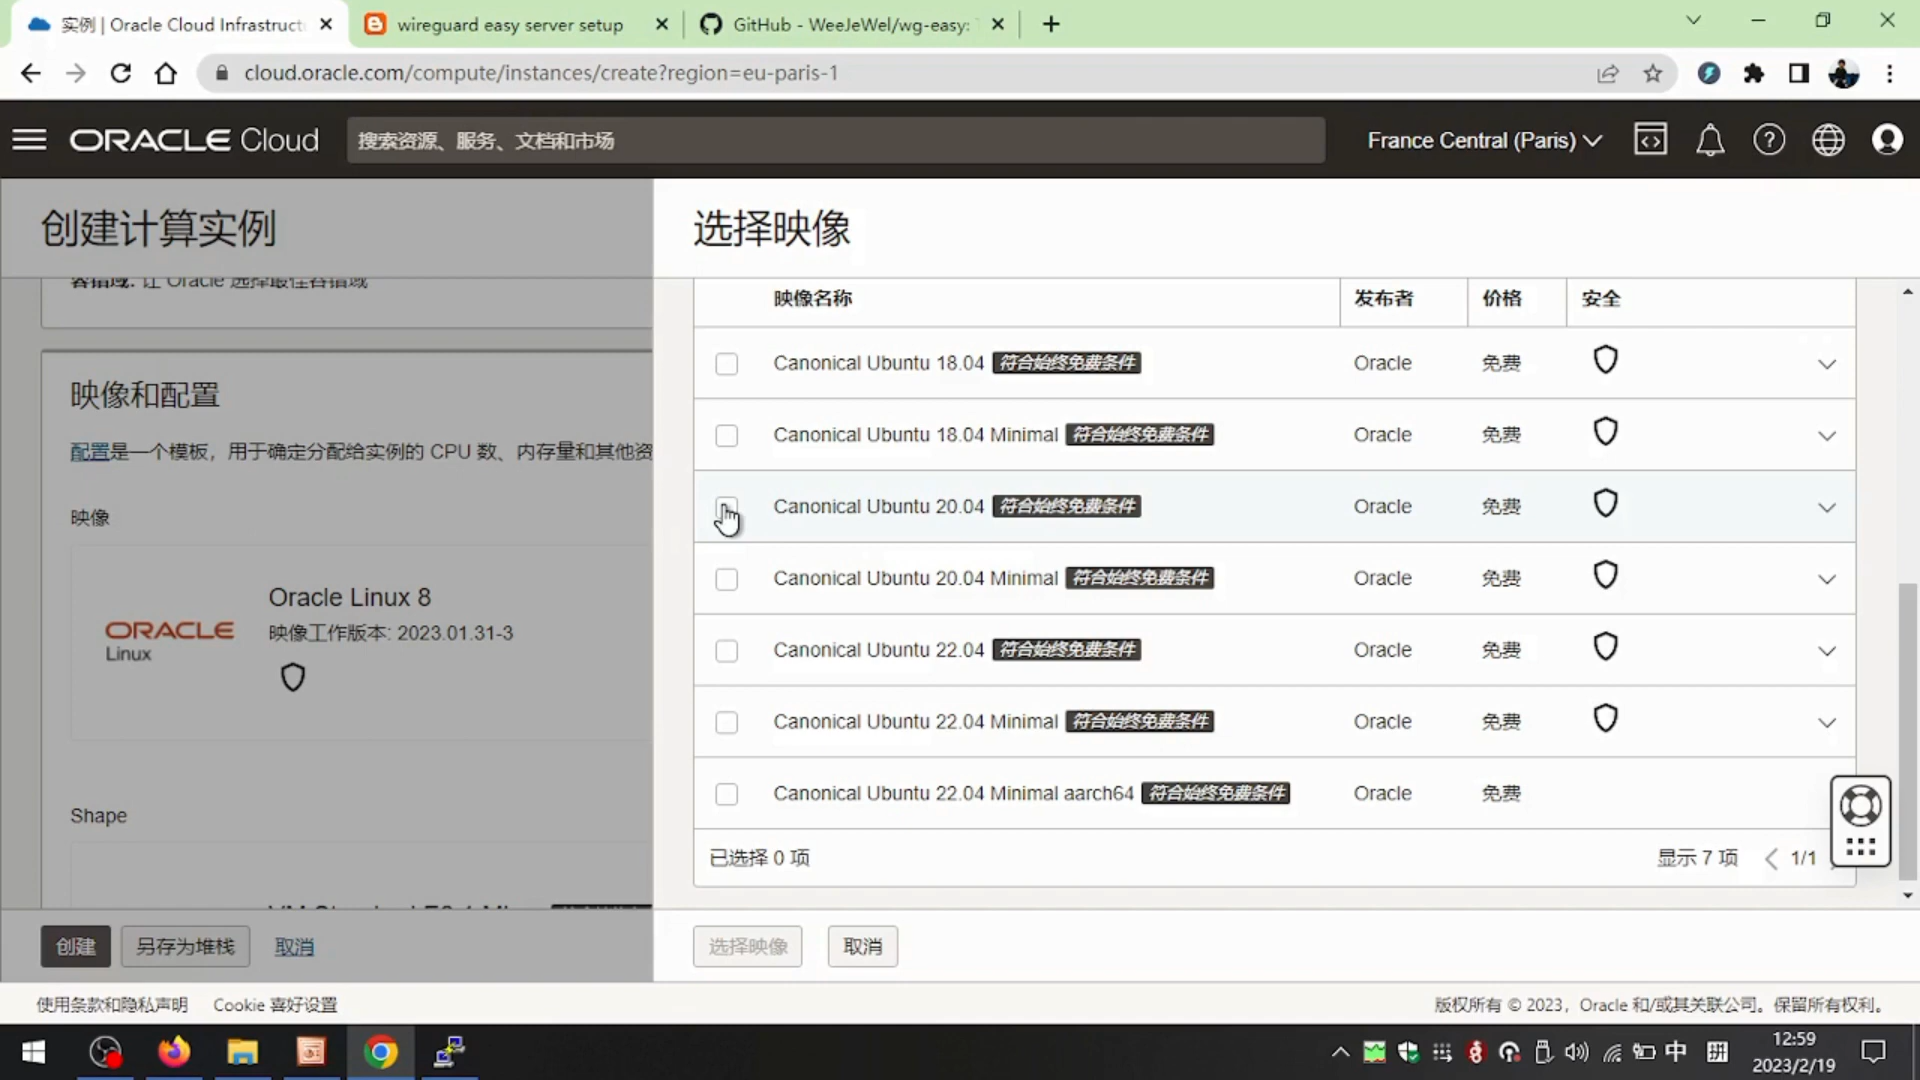 实例 | Oracle Cloud Infrastruct
wireguard easy server setup
GitHub - WeeJeWel/wg-easy:
cloud.oracle.com/compute/instances/create?region=eu-paris-1
ORACLE Cloud
搜索资源、服务、文档和市场
France Central (Paris)
创建计算实例
选择映像
容错域: 让 Oracle 选择最佳容错域
映像和配置
配置是一个模板，用于确定分配给实例的 CPU 数、内存量和其他资
映像
ORACLE
Linux
Oracle Linux 8
映像工作版本: 2023.01.31-3
Shape
映像名称 发布者 价格 安全
Canonical Ubuntu 18.04 符合始终免费条件 Oracle 免费
Canonical Ubuntu 18.04 Minimal 符合始终免费条件 Oracle 免费
Canonical Ubuntu 20.04 符合始终免费条件 Oracle 免费
Canonical Ubuntu 20.04 Minimal 符合始终免费条件 Oracle 免费
Canonical Ubuntu 22.04 符合始终免费条件 Oracle 免费
Canonical Ubuntu 22.04 Minimal 符合始终免费条件 Oracle 免费
Canonical Ubuntu 22.04 Minimal aarch64 符合始终免费条件 Oracle 免费
已选择 0 项
显示 7 项 1/1
创建 另存为堆栈 取消
选择映像 取消
使用条款和隐私声明 Cookie 喜好设置
版权所有 © 2023，Oracle 和/或其关联公司。保留所有权利。
中 拼
12:59
2023/2/19